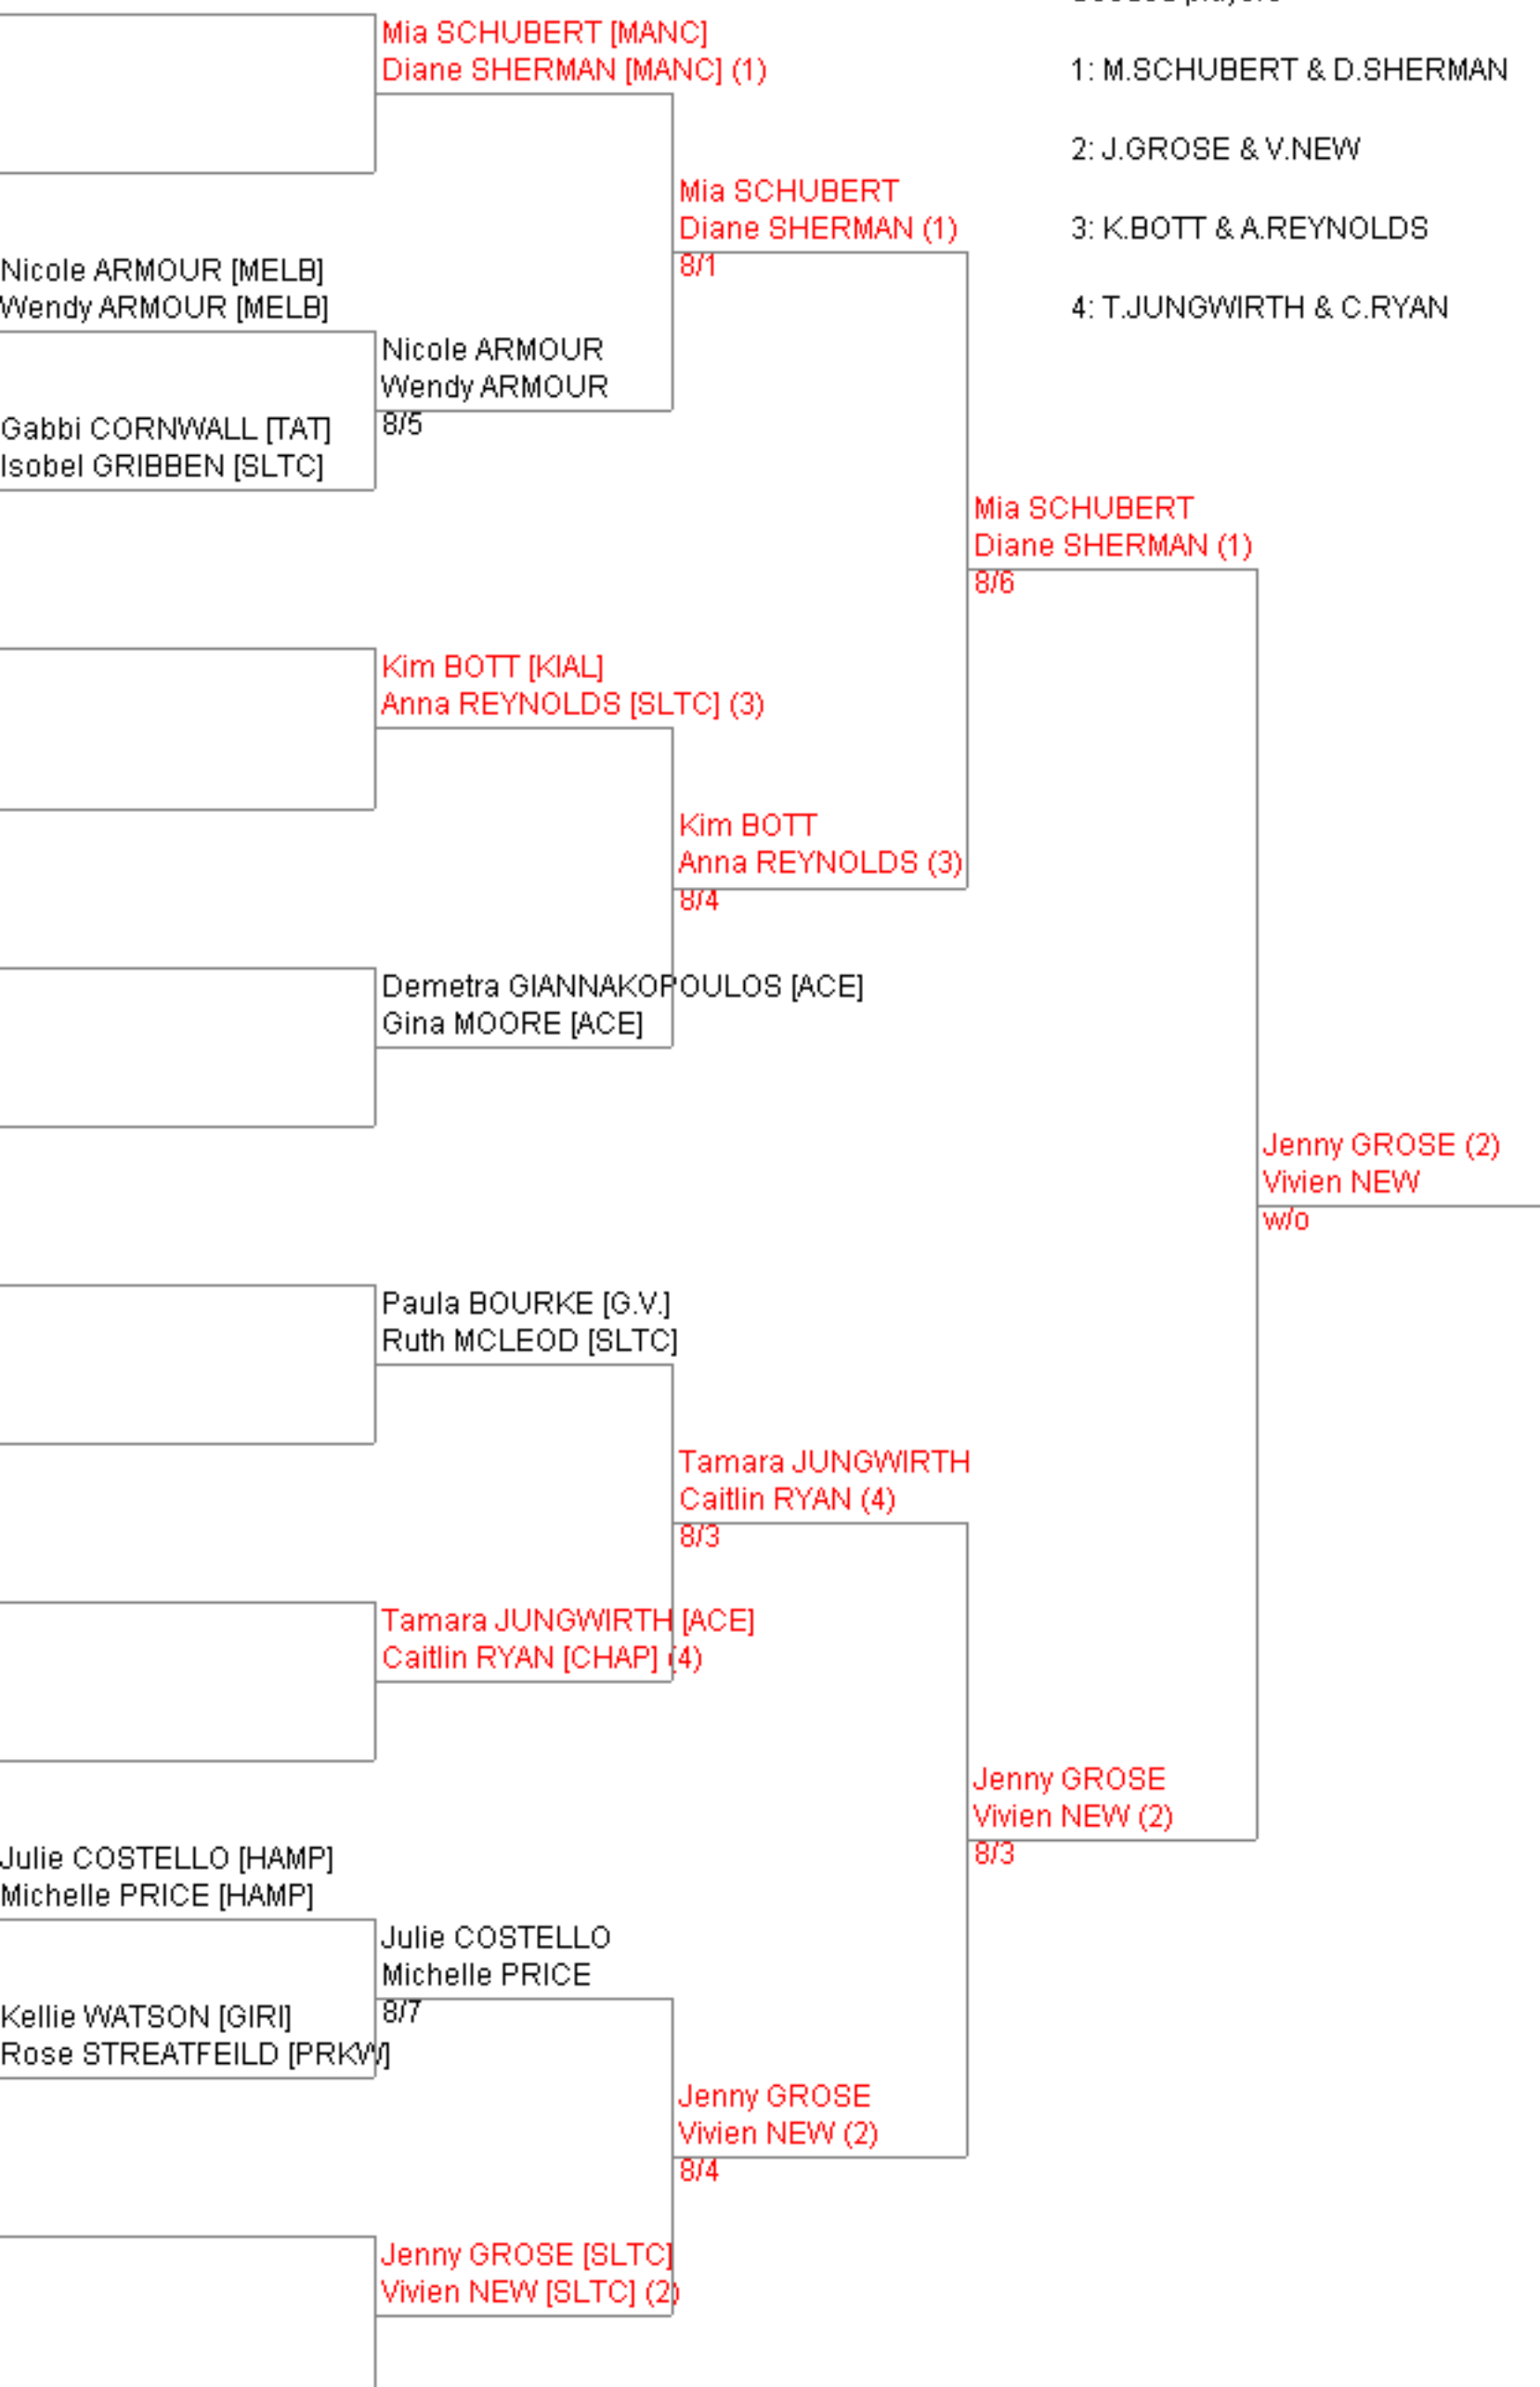 Mia SCHUBERT [MANC]
Diane SHERMAN [MANC] (1)
1: M.SCHUBERT & D.SHERMAN
2: J.GROSE & V.NEW
Mia SCHUBERT
Diane SHERMAN (1)
8/1
3: K.BOTT & A.REYNOLDS
Nicole ARMOUR [MELB]
Wendy ARMOUR [MELB]
4: T.JUNGWIRTH & C.RYAN
Nicole ARMOUR
Wendy ARMOUR
8/5
Gabbi CORNWALL [TAT]
Isobel GRIBBEN [SLTC]
Mia SCHUBERT
Diane SHERMAN (1)
8/6
Kim BOTT [KIAL]
Anna REYNOLDS [SLTC] (3)
Kim BOTT
Anna REYNOLDS (3)
8/4
Demetra GIANNAKOPOULOS [ACE]
Gina MOORE [ACE]
Jenny GROSE (2)
Vivien NEW
w/o
Paula BOURKE [G.V.]
Ruth MCLEOD [SLTC]
Tamara JUNGWIRTH
Caitlin RYAN (4)
8/3
Tamara JUNGWIRTH [ACE]
Caitlin RYAN [CHAP] (4)
Jenny GROSE
Vivien NEW (2)
8/3
Julie COSTELLO [HAMP]
Michelle PRICE [HAMP]
Julie COSTELLO
Michelle PRICE
8/7
Kellie WATSON [GIRI]
Rose STREATFEILD [PRKW]
Jenny GROSE
Vivien NEW (2)
8/4
Jenny GROSE [SLTC]
Vivien NEW [SLTC] (2)